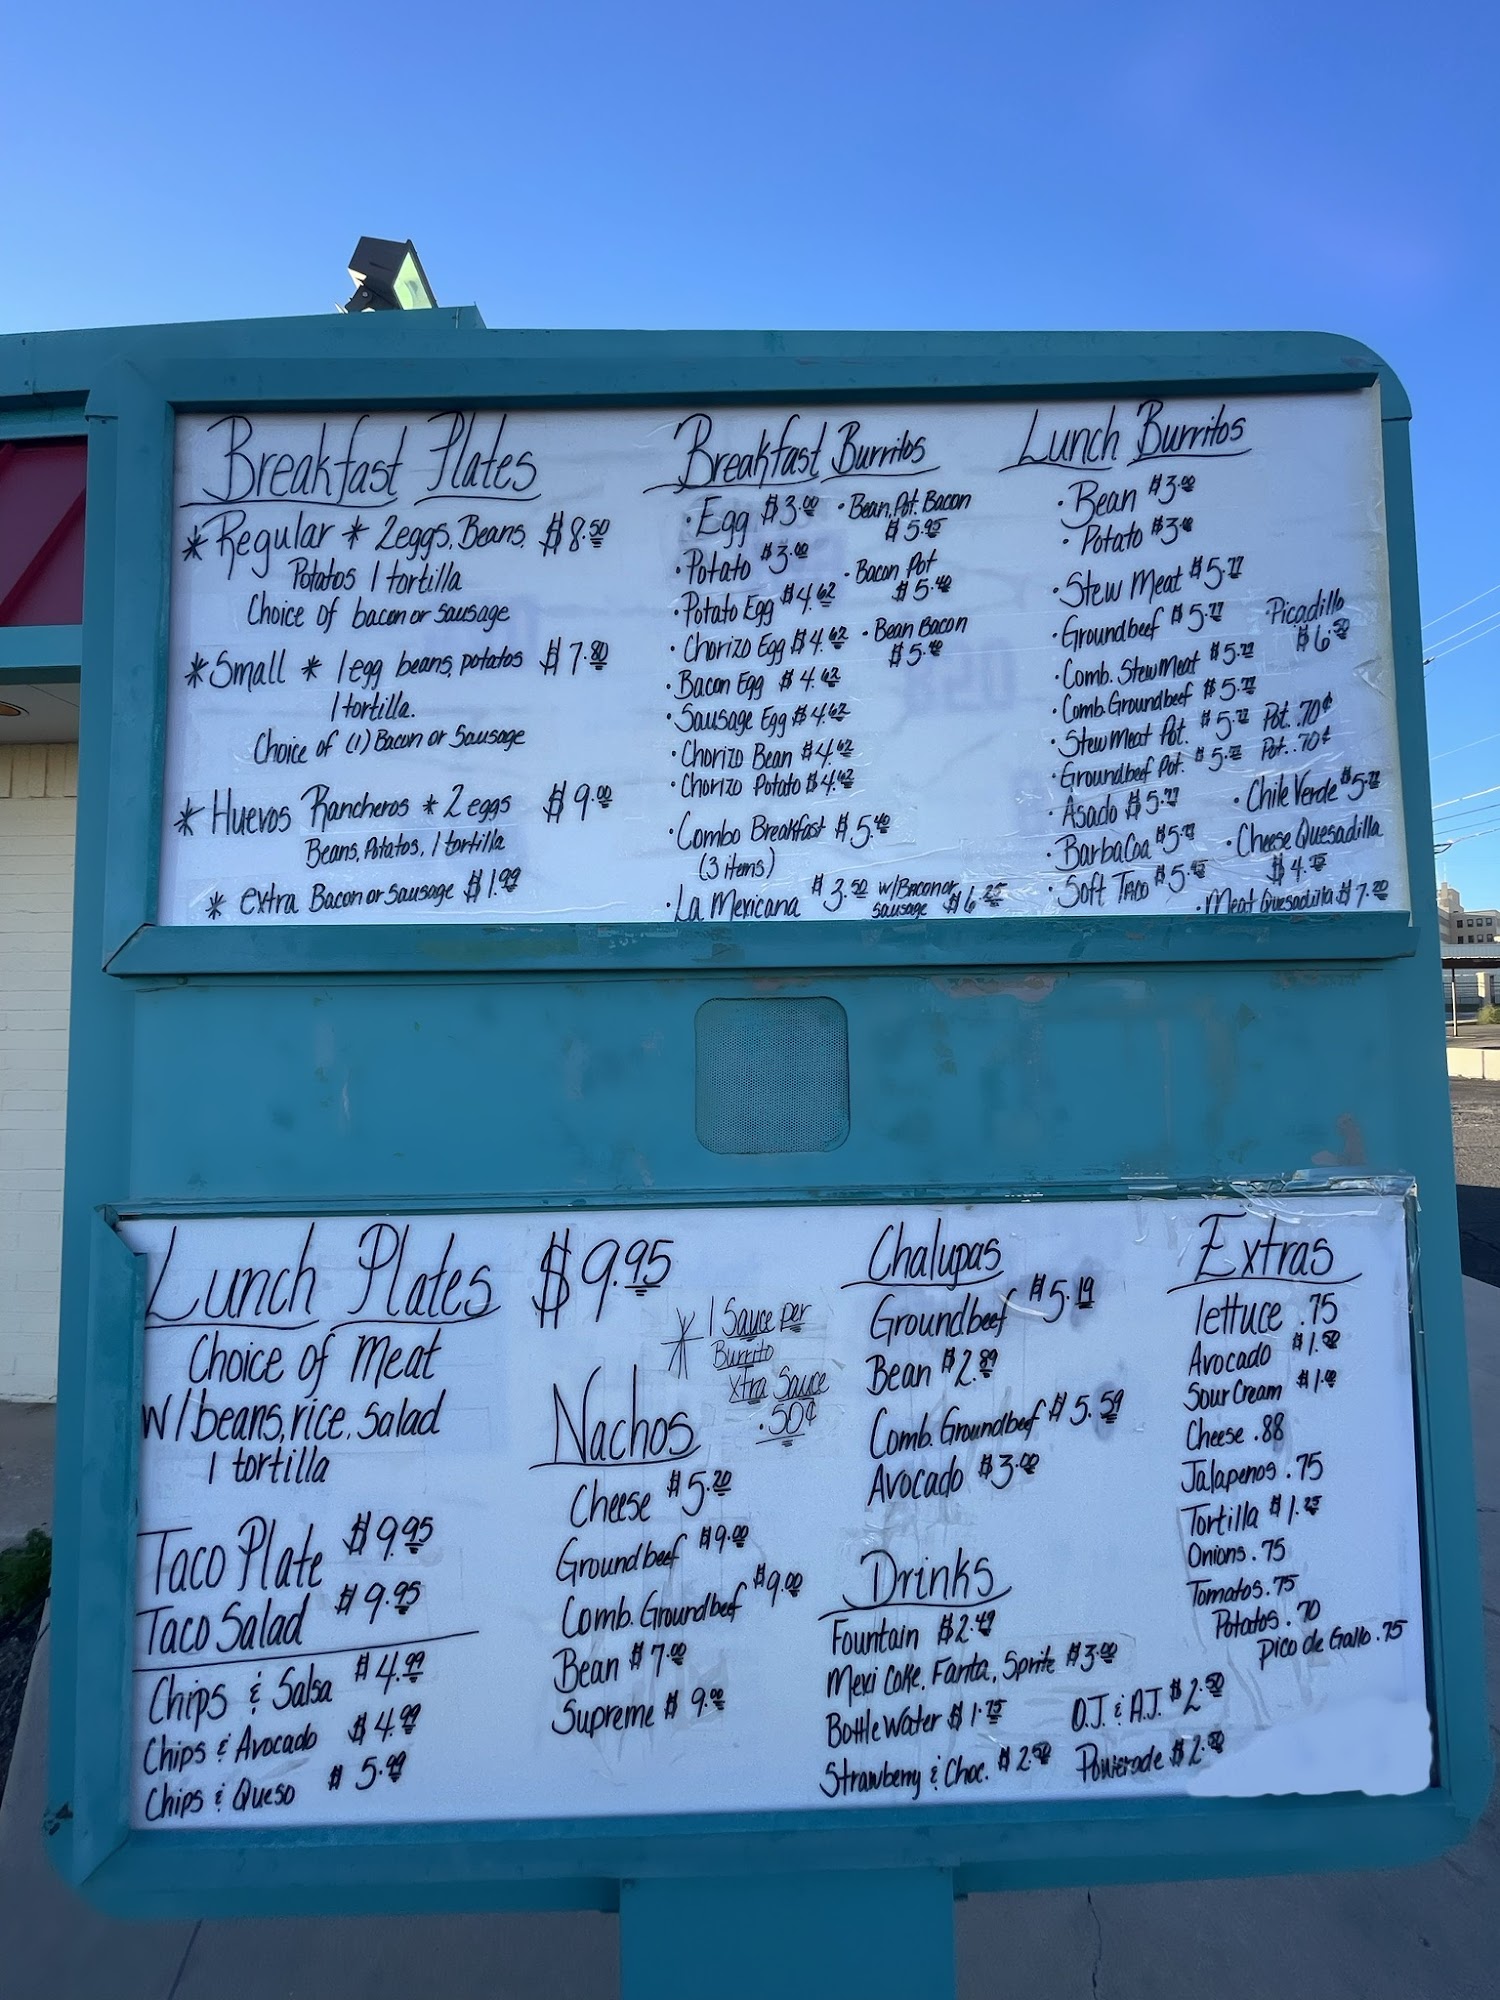 Breakfast Plates
* Regular * 2 eggs, Beans, $8.50
Potatos 1 tortilla
Choice of bacon or Sausage
* Small * 1 egg beans, potatos $7.80
1 tortilla.
Choice of (1) Bacon or Sausage
* Huevos Rancheros * 2 eggs $9.00
Beans, Potatos, 1 tortilla
* extra Bacon or Sausage $1.99
Breakfast Burritos
· Egg $3.00
· Potato $3.00
· Potato Egg $4.62
· Chorizo Egg $4.62
· Bacon Egg $4.62
· Sausage Egg $4.62
· Chorizo Bean $4.62
· Chorizo Potato $4.62
· Combo Breakfast $5.40
(3 items)
· La Mexicana $3.50 w/Bacon or
sausage $6.25
· Bean, Pot. Bacon
$5.95
· Bacon Pot
$5.40
· Bean Bacon
$5.40
Lunch Burritos
· Bean $3.00
· Potato $3.00
· Stew Meat $5.77
· Groundbeef $5.77
· Comb. Stew Meat $5.77
· Comb. Groundbeef $5.77
· Stew Meat Pot. $5.77 Pot. .70¢
· Groundbeef Pot. $5.77 Pot. .70¢
· Asado $5.77
· Barbacoa $5.77
· Soft Taco $5.45
· Picadillo
$6.50
· Chile Verde $5.77
· Cheese Quesadilla
$4.75
· Meat Quesadilla $7.20
Lunch Plates $9.95
Choice of Meat
w/beans, rice, Salad
1 tortilla
Taco Plate $9.95
Taco Salad $9.95
Chips & Salsa $4.99
Chips & Avocado $4.99
Chips & Queso $5.99
* 1 Sauce per
Burrito
xtra Sauce
.50¢
Nachos
Cheese $5.20
Groundbeef $9.00
Comb. Groundbeef $9.00
Bean $7.00
Supreme $9.00
Chalupas
Groundbeef $5.19
Bean $2.89
Comb. Groundbeef $5.59
Avocado $3.00
Drinks
Fountain $2.49
Mexi Coke, Fanta, Sprite $3.00
Bottle Water $1.75 O.J. & A.J. $2.50
Strawberry & Choc. $2.50 Powerade $2.50
Extras
lettuce .75
Avocado $1.50
Sour Cream $1.00
Cheese .88
Jalapenos .75
Tortilla $1.25
Onions .75
Tomatos .75
Potatos .70
pico de Gallo .75